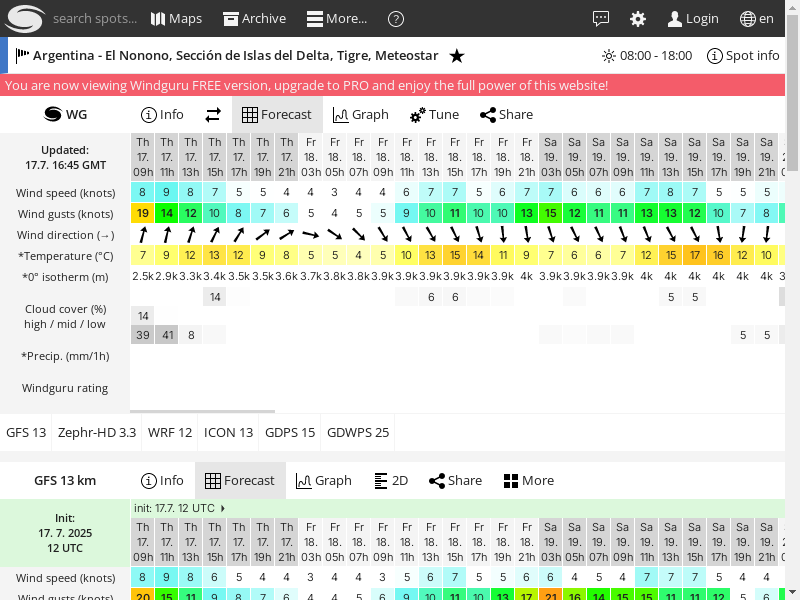 search spots... Maps Archive More... ? Login en
Argentina - El Nonono, Sección de Islas del Delta, Tigre, Meteostar ★ 08:00 - 18:00 Spot info
You are now viewing Windguru FREE version, upgrade to PRO and enjoy the full power of this website!
WG Info Forecast Graph Tune Share
Updated:
17.7. 16:45 GMT
Th Th Th Th Th Th Th Fr Fr Fr Fr Fr Fr Fr Fr Fr Fr Sa Sa Sa Sa Sa Sa Sa Sa Sa Sa
17. 17. 17. 17. 17. 17. 17. 18. 18. 18. 18. 18. 18. 18. 18. 18. 18. 19. 19. 19. 19. 19. 19. 19. 19. 19. 19.
09h 11h 13h 15h 17h 19h 21h 03h 05h 07h 09h 11h 13h 15h 17h 19h 21h 03h 05h 07h 09h 11h 13h 15h 17h 19h 21h
Wind speed (knots) 8 9 8 7 5 5 4 4 3 4 4 6 7 7 5 6 7 7 6 6 6 7 8 7 5 5 5
Wind gusts (knots) 19 14 12 10 8 7 6 5 4 5 5 9 10 11 10 10 13 15 12 11 11 13 13 12 10 7 8
Wind direction (→)
*Temperature (°C) 7 9 12 13 12 9 8 5 5 4 5 10 13 15 14 11 9 7 6 6 7 12 15 17 16 12 10
*0° isotherm (m) 2.5k 2.9k 3.3k 3.4k 3.5k 3.5k 3.6k 3.7k 3.8k 3.8k 3.9k 3.9k 3.9k 3.9k 3.9k 3.9k 4k 3.9k 3.9k 3.9k 3.9k 4k 4k 4k 4k 4k 4k
14 6 6 5 5
Cloud cover (%)
high / mid / low
14
39 41 8 5 5
*Precip. (mm/1h)
Windguru rating
GFS 13 Zephr-HD 3.3 WRF 12 ICON 13 GDPS 15 GDWPS 25
GFS 13 km Info Forecast Graph 2D Share More
init: 17.7. 12 UTC
Init:
17. 7. 2025
12 UTC
Th Th Th Th Th Th Th Fr Fr Fr Fr Fr Fr Fr Fr Fr Fr Sa Sa Sa Sa Sa Sa Sa Sa Sa Sa
17. 17. 17. 17. 17. 17. 17. 18. 18. 18. 18. 18. 18. 18. 18. 18. 18. 19. 19. 19. 19. 19. 19. 19. 19. 19. 19.
09h 11h 13h 15h 17h 19h 21h 03h 05h 07h 09h 11h 13h 15h 17h 19h 21h 03h 05h 07h 09h 11h 13h 15h 17h 19h 21h
Wind speed (knots) 8 9 8 6 5 4 4 3 4 4 3 5 6 7 5 5 6 6 4 5 4 7 7 7 5 4 4
Wind gusts (knots) 20 15 11 9 8 7 6 4 4 5 6 9 10 11 10 13 17 21 16 14 15 15 11 11 12 5 6